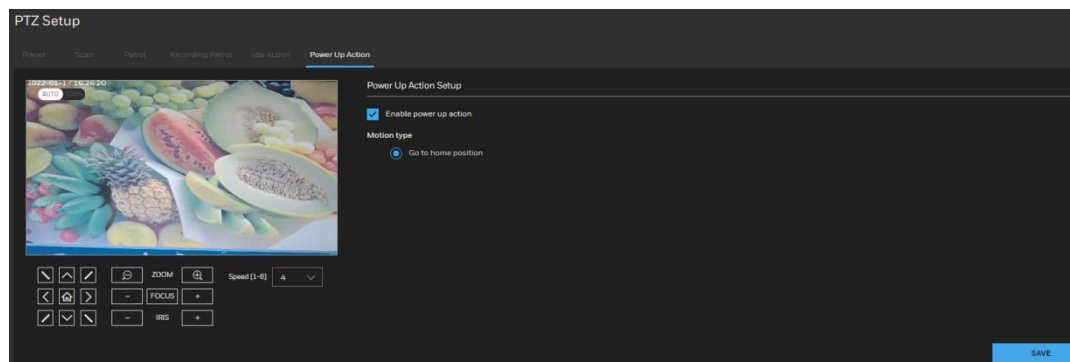 PTZ Setup
Preset Scan Patrol Recording Patrol Idle Action Power Up Action
2022-01-17 16:26:20
AUTO
Power Up Action Setup
Enable power up action
Motion type
Go to home position
ZOOM
Speed [1-8] 4
- FOCUS +
- IRIS +
SAVE